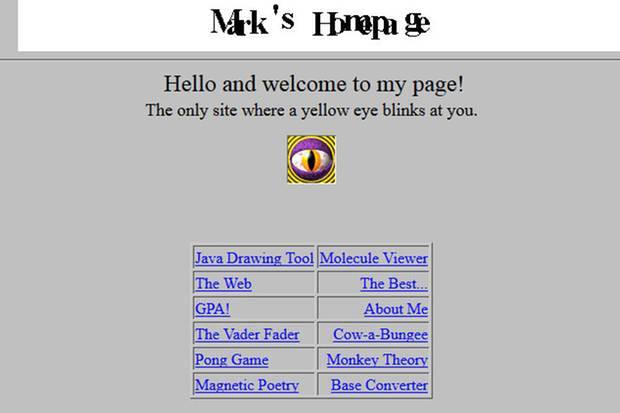 Mark's Homepage
Hello and welcome to my page!
The only site where a yellow eye blinks at you.
Java Drawing Tool Molecule Viewer
The Web The Best...
GPA! About Me
The Vader Fader Cow-a-Bungee
Pong Game Monkey Theory
Magnetic Poetry Base Converter